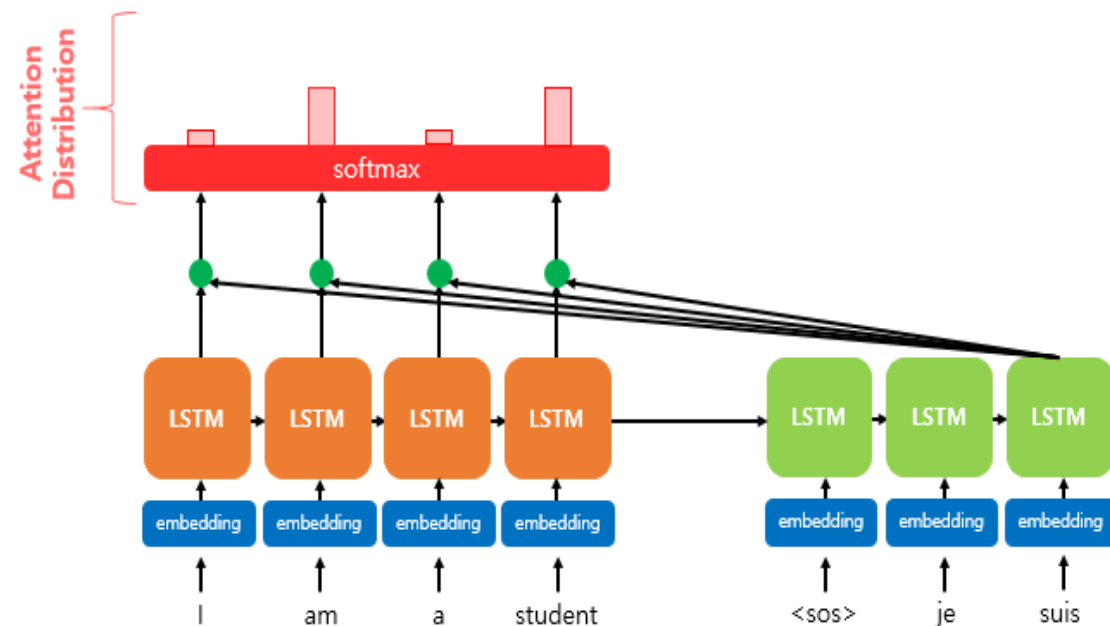 Attention
Distribution
softmax
LSTM LSTM LSTM LSTM LSTM LSTM LSTM
embedding embedding embedding embedding embedding embedding embedding
I am a student <sos> je suis